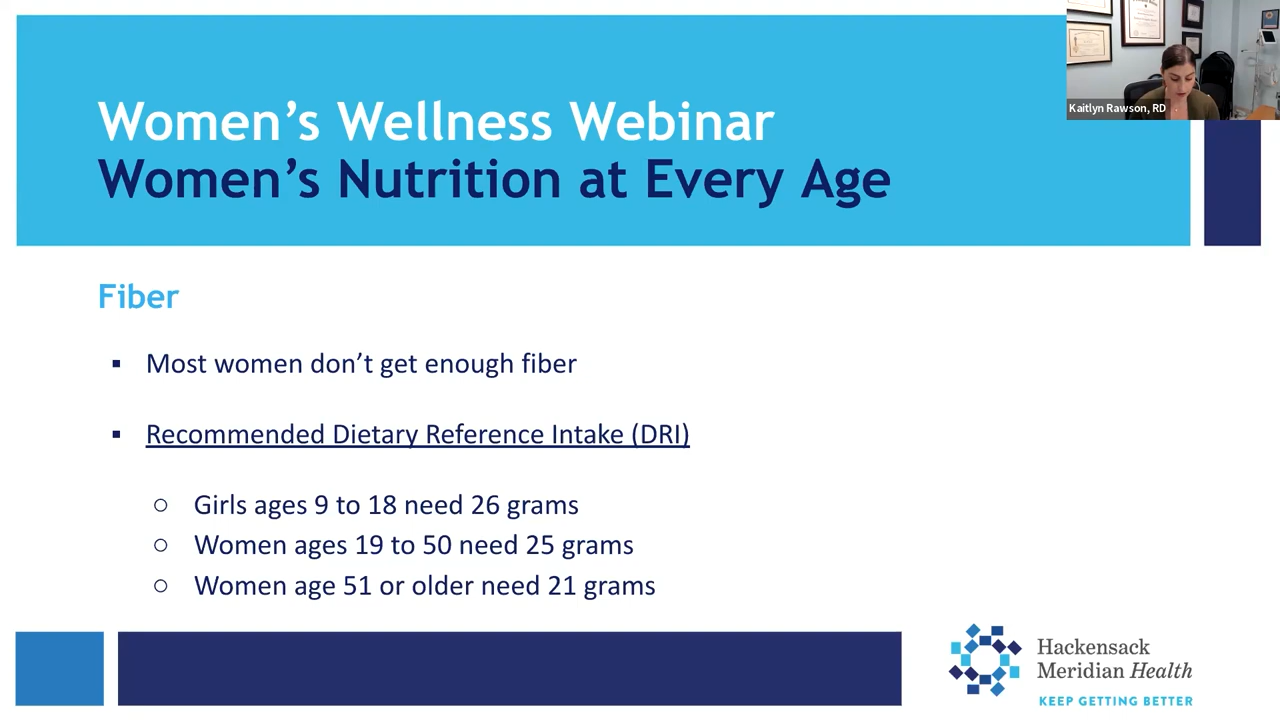 Kaitlyn Rawson, RD
Women’s Wellness Webinar
Women’s Nutrition at Every Age
Fiber
▪ Most women don’t get enough fiber
▪ Recommended Dietary Reference Intake (DRI)
○ Girls ages 9 to 18 need 26 grams
○ Women ages 19 to 50 need 25 grams
○ Women age 51 or older need 21 grams
Hackensack
Meridian Health
KEEP GETTING BETTER